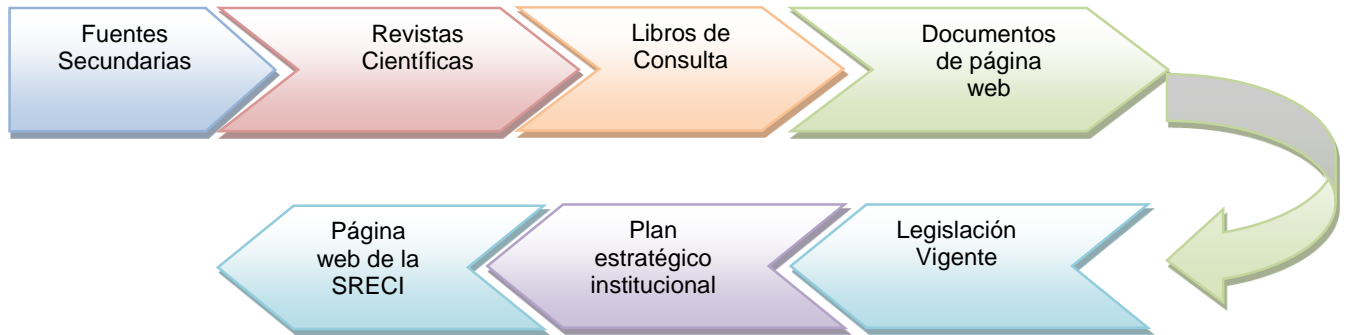 Fuentes
Secundarias
Revistas
Científicas
Libros de
Consulta
Documentos
de página
web
Legislación
Vigente
Plan
estratégico
institucional
Página
web de la
SRECI